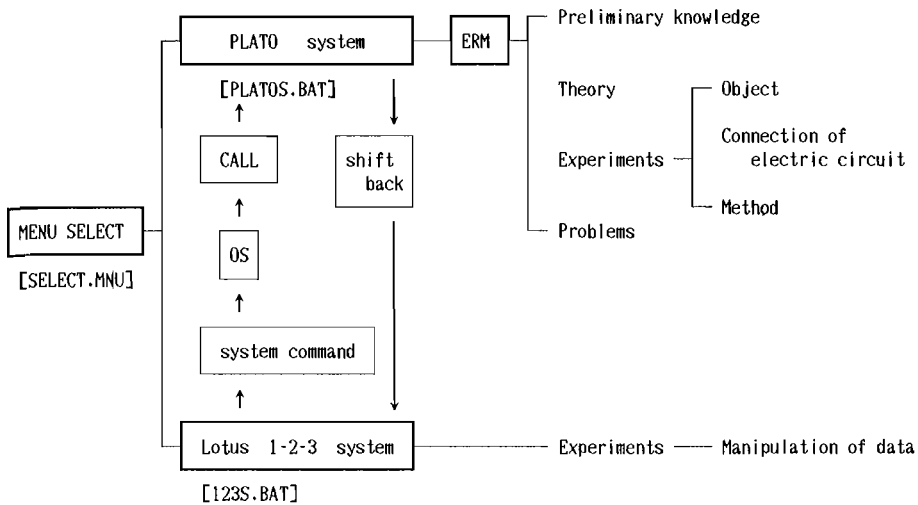 PLATO system
[PLATOS.BAT]
ERM
Preliminary knowledge
Theory
Experiments
Object
Connection of
electric circuit
Method
Problems
CALL
shift
back
MENU SELECT
[SELECT.MNU]
OS
system command
Lotus 1-2-3 system
[123S.BAT]
Experiments
Manipulation of data